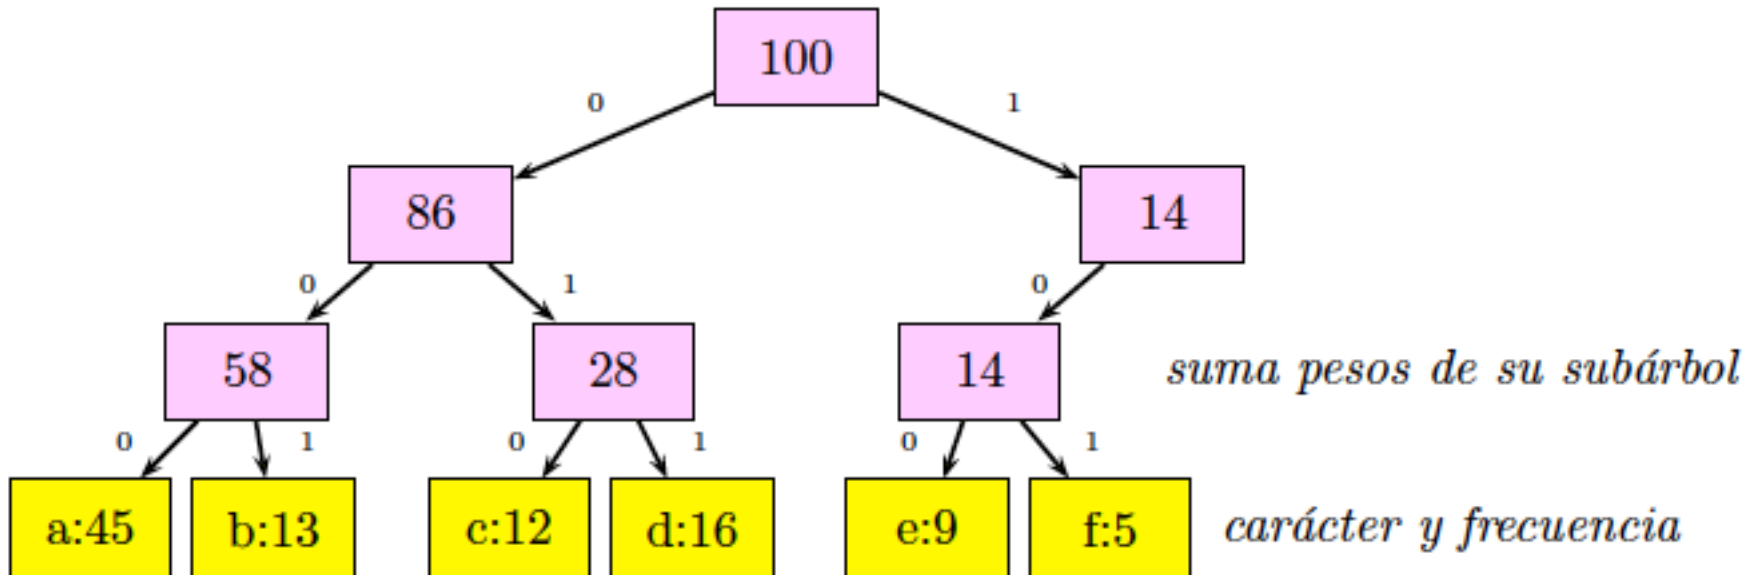 100
0 1
86 14
0 1 0
58 28 14 suma pesos de su subárbol
0 1 0 1 0 1
a:45 b:13 c:12 d:16 e:9 f:5 carácter y frecuencia